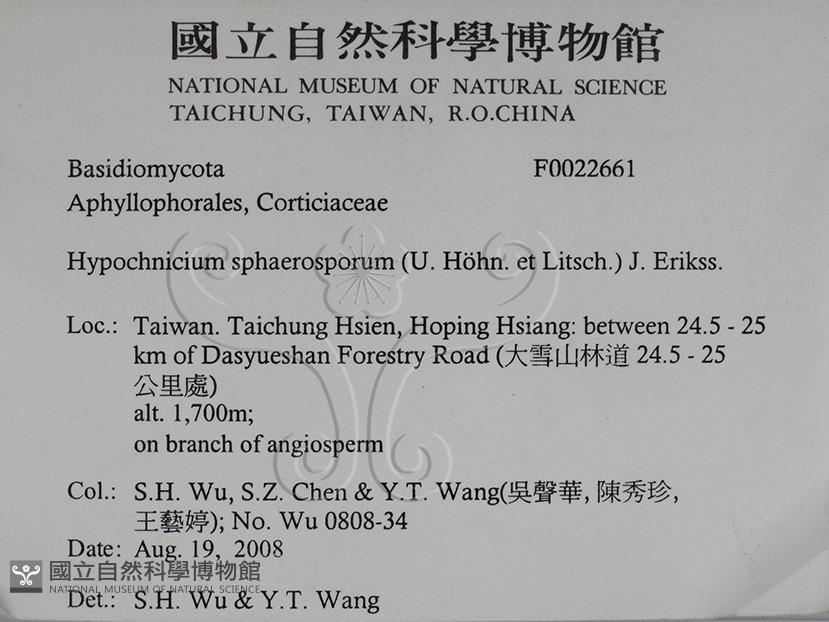 國立自然科學博物館
NATIONAL MUSEUM OF NATURAL SCIENCE
TAICHUNG, TAIWAN, R.O.CHINA
Basidiomycota F0022661
Aphyllophorales, Corticiaceae
Hypochnicium sphaerosporum (U. Höhn. et Litsch.) J. Erikss.
Loc.: Taiwan. Taichung Hsien, Hoping Hsiang: between 24.5 - 25
km of Dasyueshan Forestry Road (大雪山林道 24.5 - 25
公里處)
alt. 1,700m;
on branch of angiosperm
Col.: S.H. Wu, S.Z. Chen & Y.T. Wang(吳聲華, 陳秀珍,
王藝婷); No. Wu 0808-34
Date: Aug. 19, 2008
國立自然科學博物館
NATIONAL MUSEUM OF NATURAL SCIENCE
Det.: S.H. Wu & Y.T. Wang